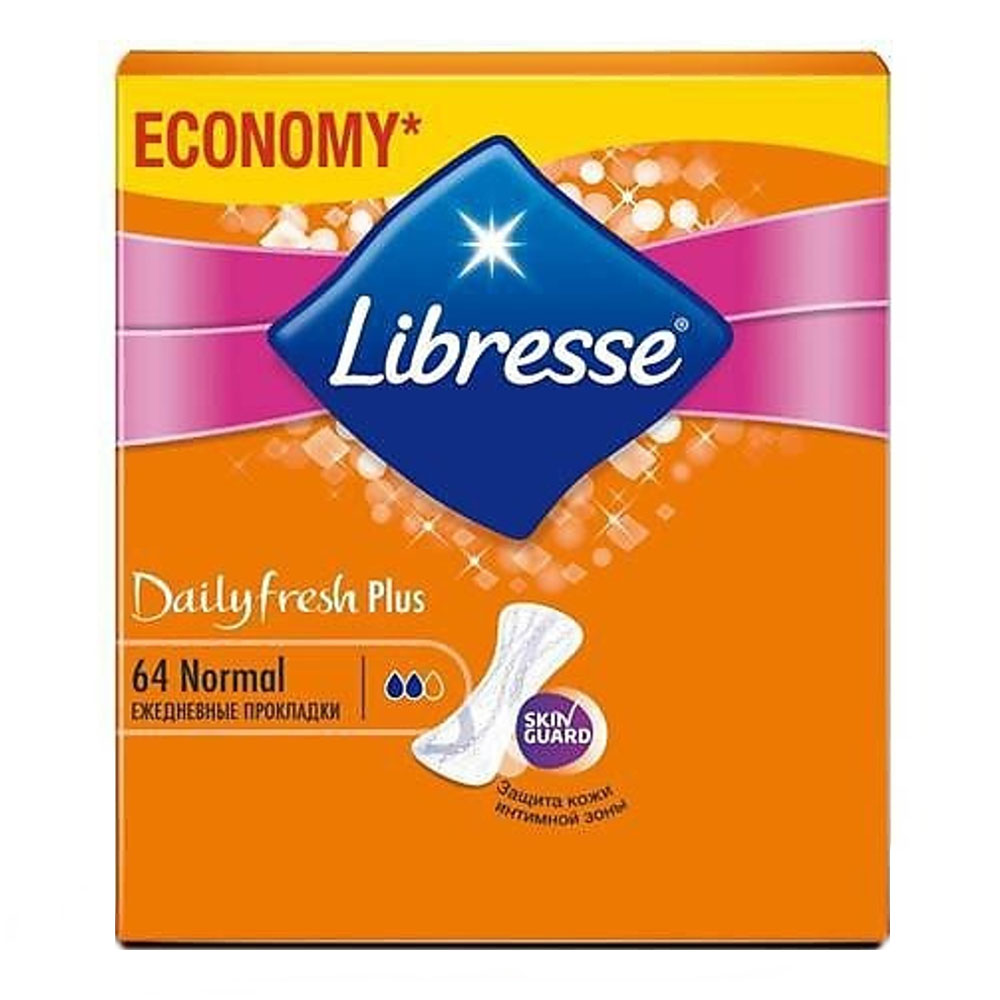 ECONOMY*
Libresse®
Dailyfresh Plus
64 Normal
ЕЖЕДНЕВНЫЕ ПРОКЛАДКИ
SKIN
GUARD
Защита кожи
интимной зоны